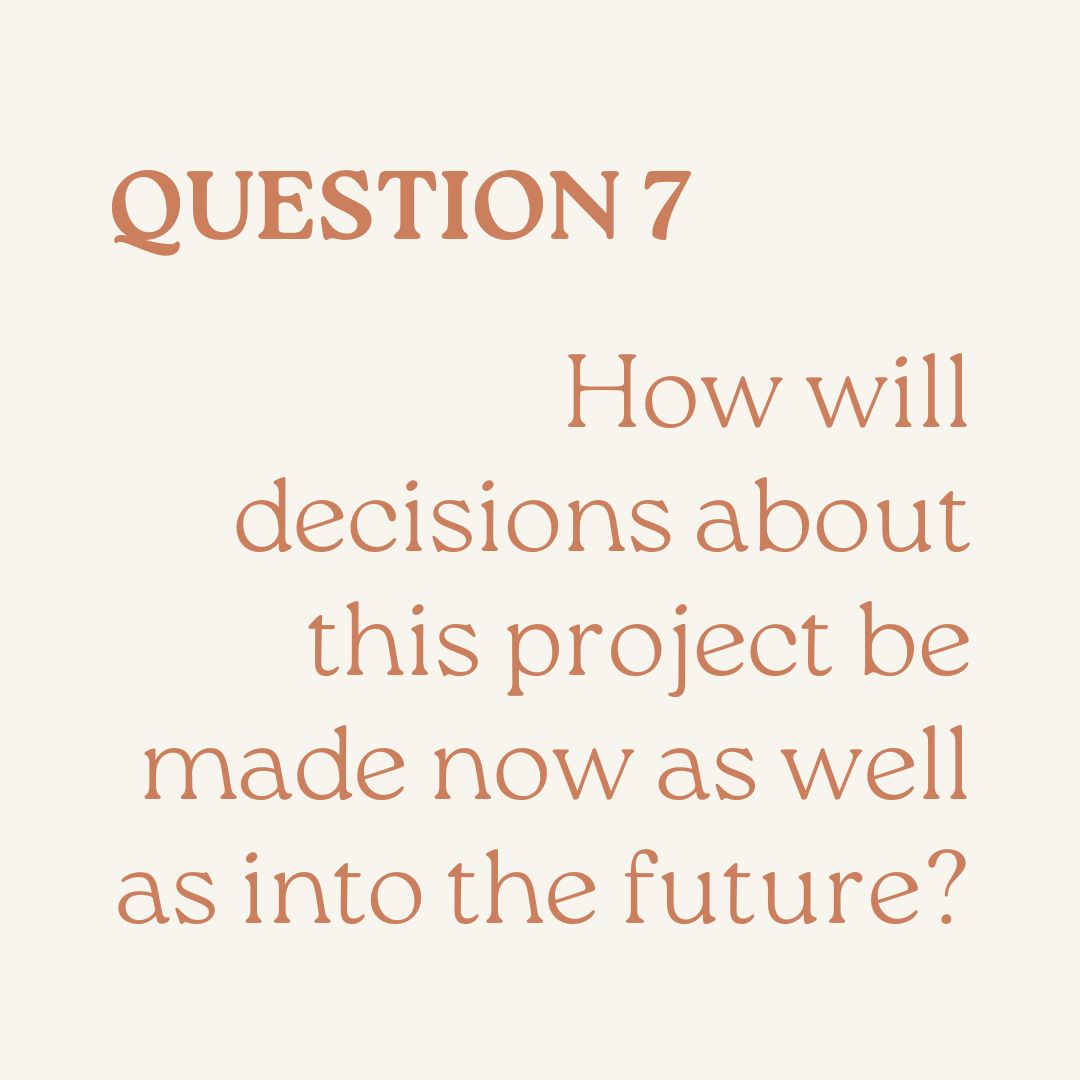 QUESTION 7
How will
decisions about
this project be
made now as well
as into the future?